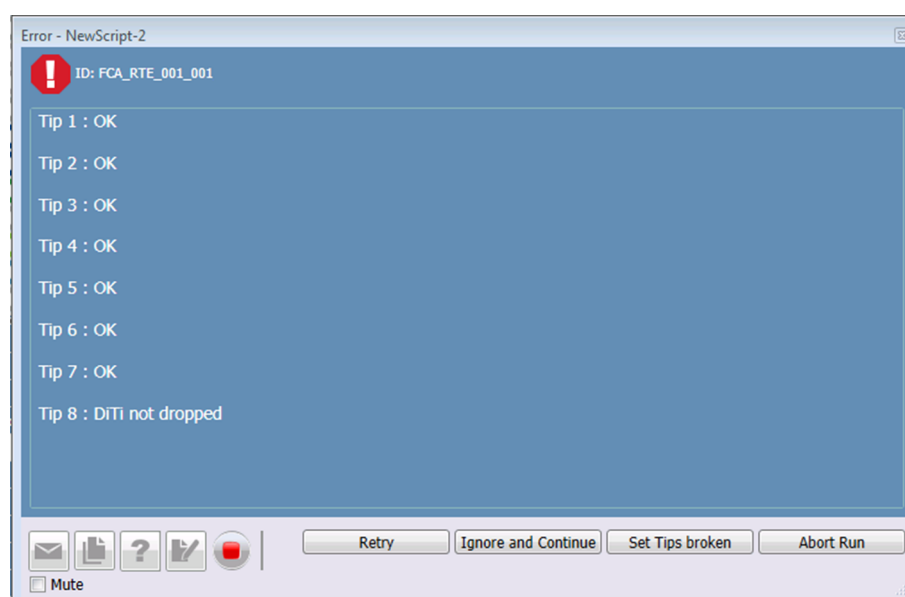 Error - NewScript-2
ID: FCA_RTE_001_001
Tip 1 : OK
Tip 2 : OK
Tip 3 : OK
Tip 4 : OK
Tip 5 : OK
Tip 6 : OK
Tip 7 : OK
Tip 8 : DiTi not dropped
Retry Ignore and Continue Set Tips broken Abort Run
Mute